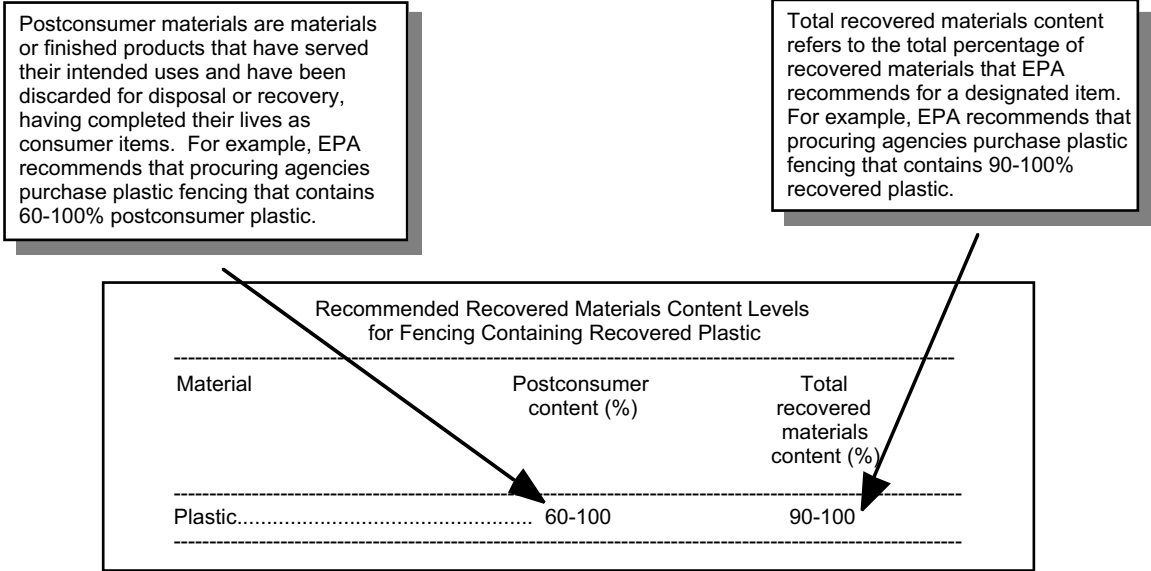 Postconsumer materials are materials
or finished products that have served
their intended uses and have been
discarded for disposal or recovery,
having completed their lives as
consumer items.  For example, EPA
recommends that procuring agencies
purchase plastic fencing that contains
60-100% postconsumer plastic.
Total recovered materials content
refers to the total percentage of
recovered materials that EPA
recommends for a designated item.
For example, EPA recommends that
procuring agencies purchase plastic
fencing that contains 90-100%
recovered plastic.
Recommended Recovered Materials Content Levels
for Fencing Containing Recovered Plastic
Material
Postconsumer
content (%)
Total
recovered
materials
content (%)
Plastic................................................ 60-100 90-100